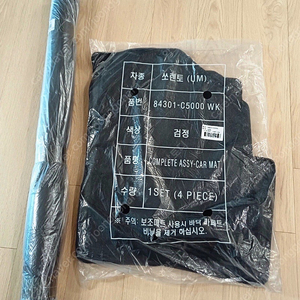 차종 쏘렌토 (UM)
품번 84301-C5000 WK
색상 검정
품명 COMPLETE ASSY-CAR MAT
수량 1SET (4 PIECE)
※ 주의: 보조매트 사용시 바닥 카페트
비닐을 제거 하십시오.